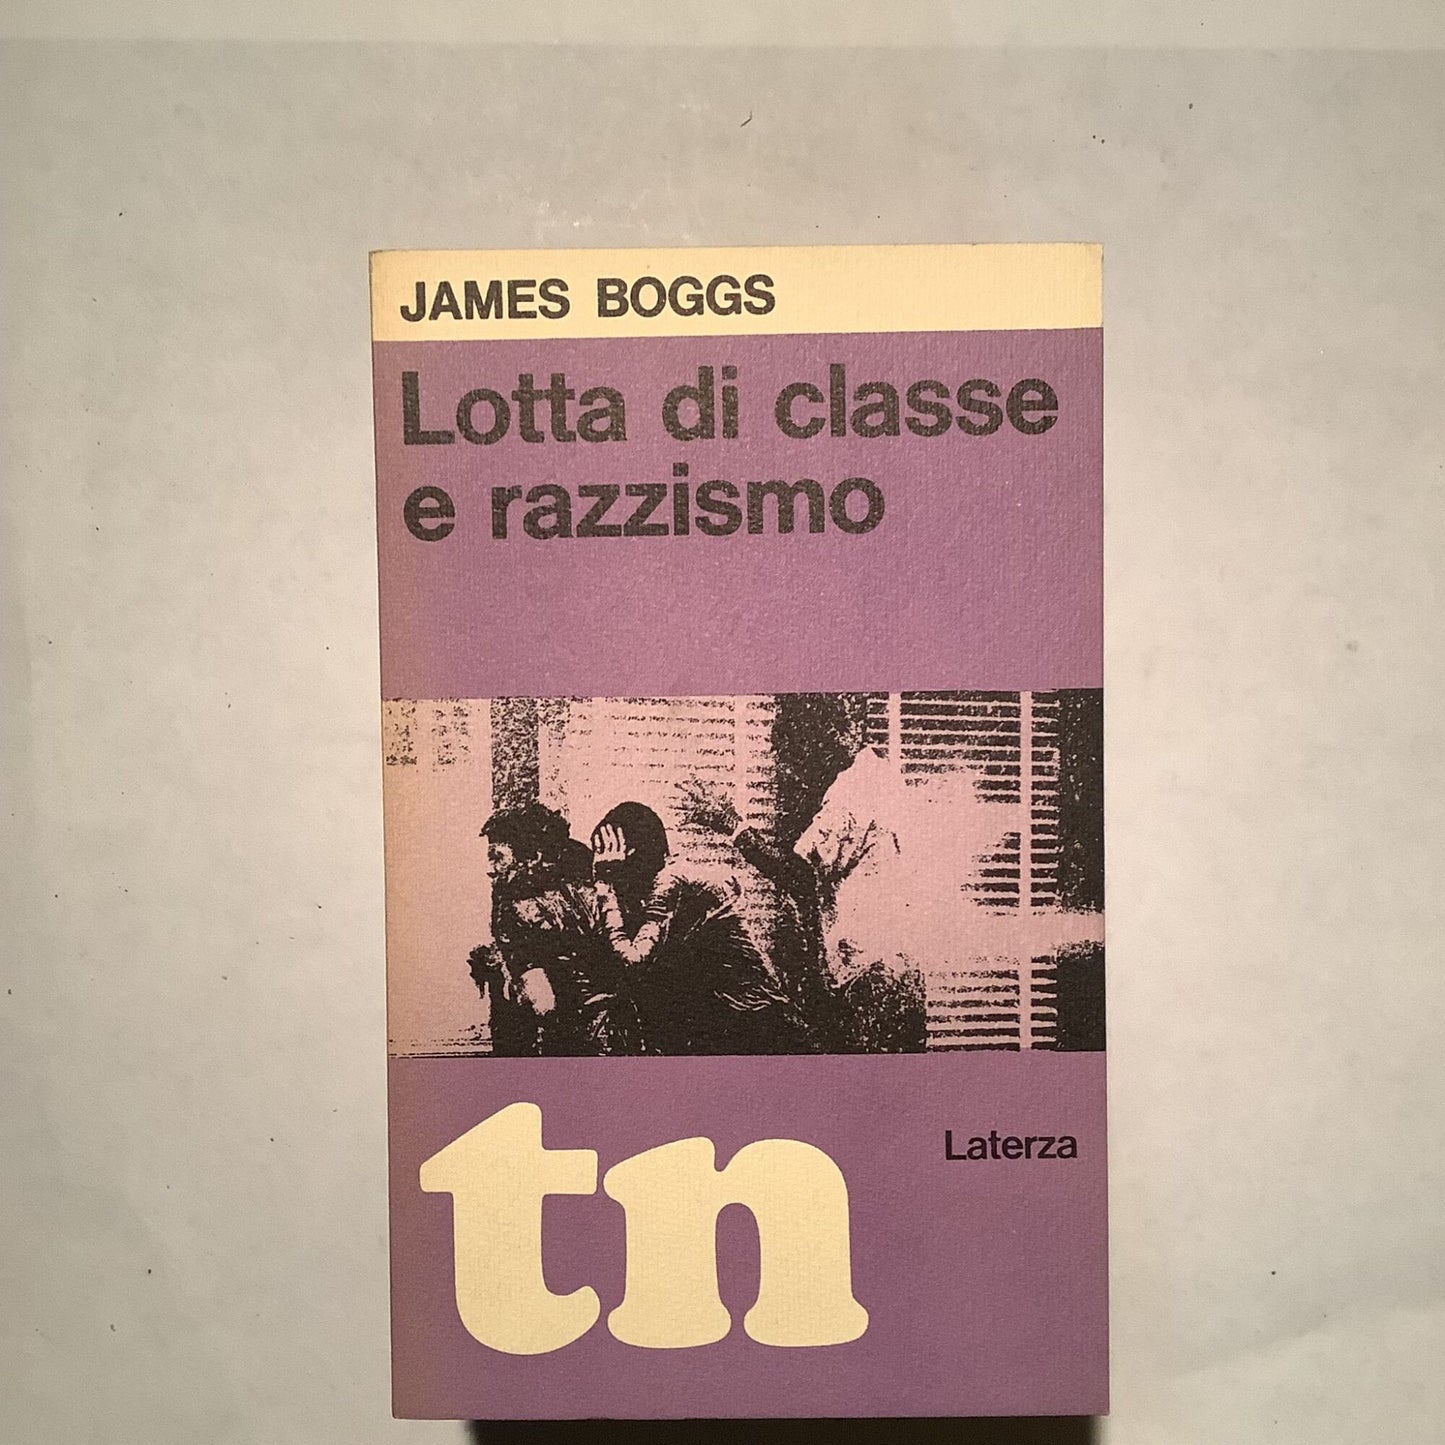 JAMES BOGGS
Lotta di classe
e razzismo
Laterza
tn